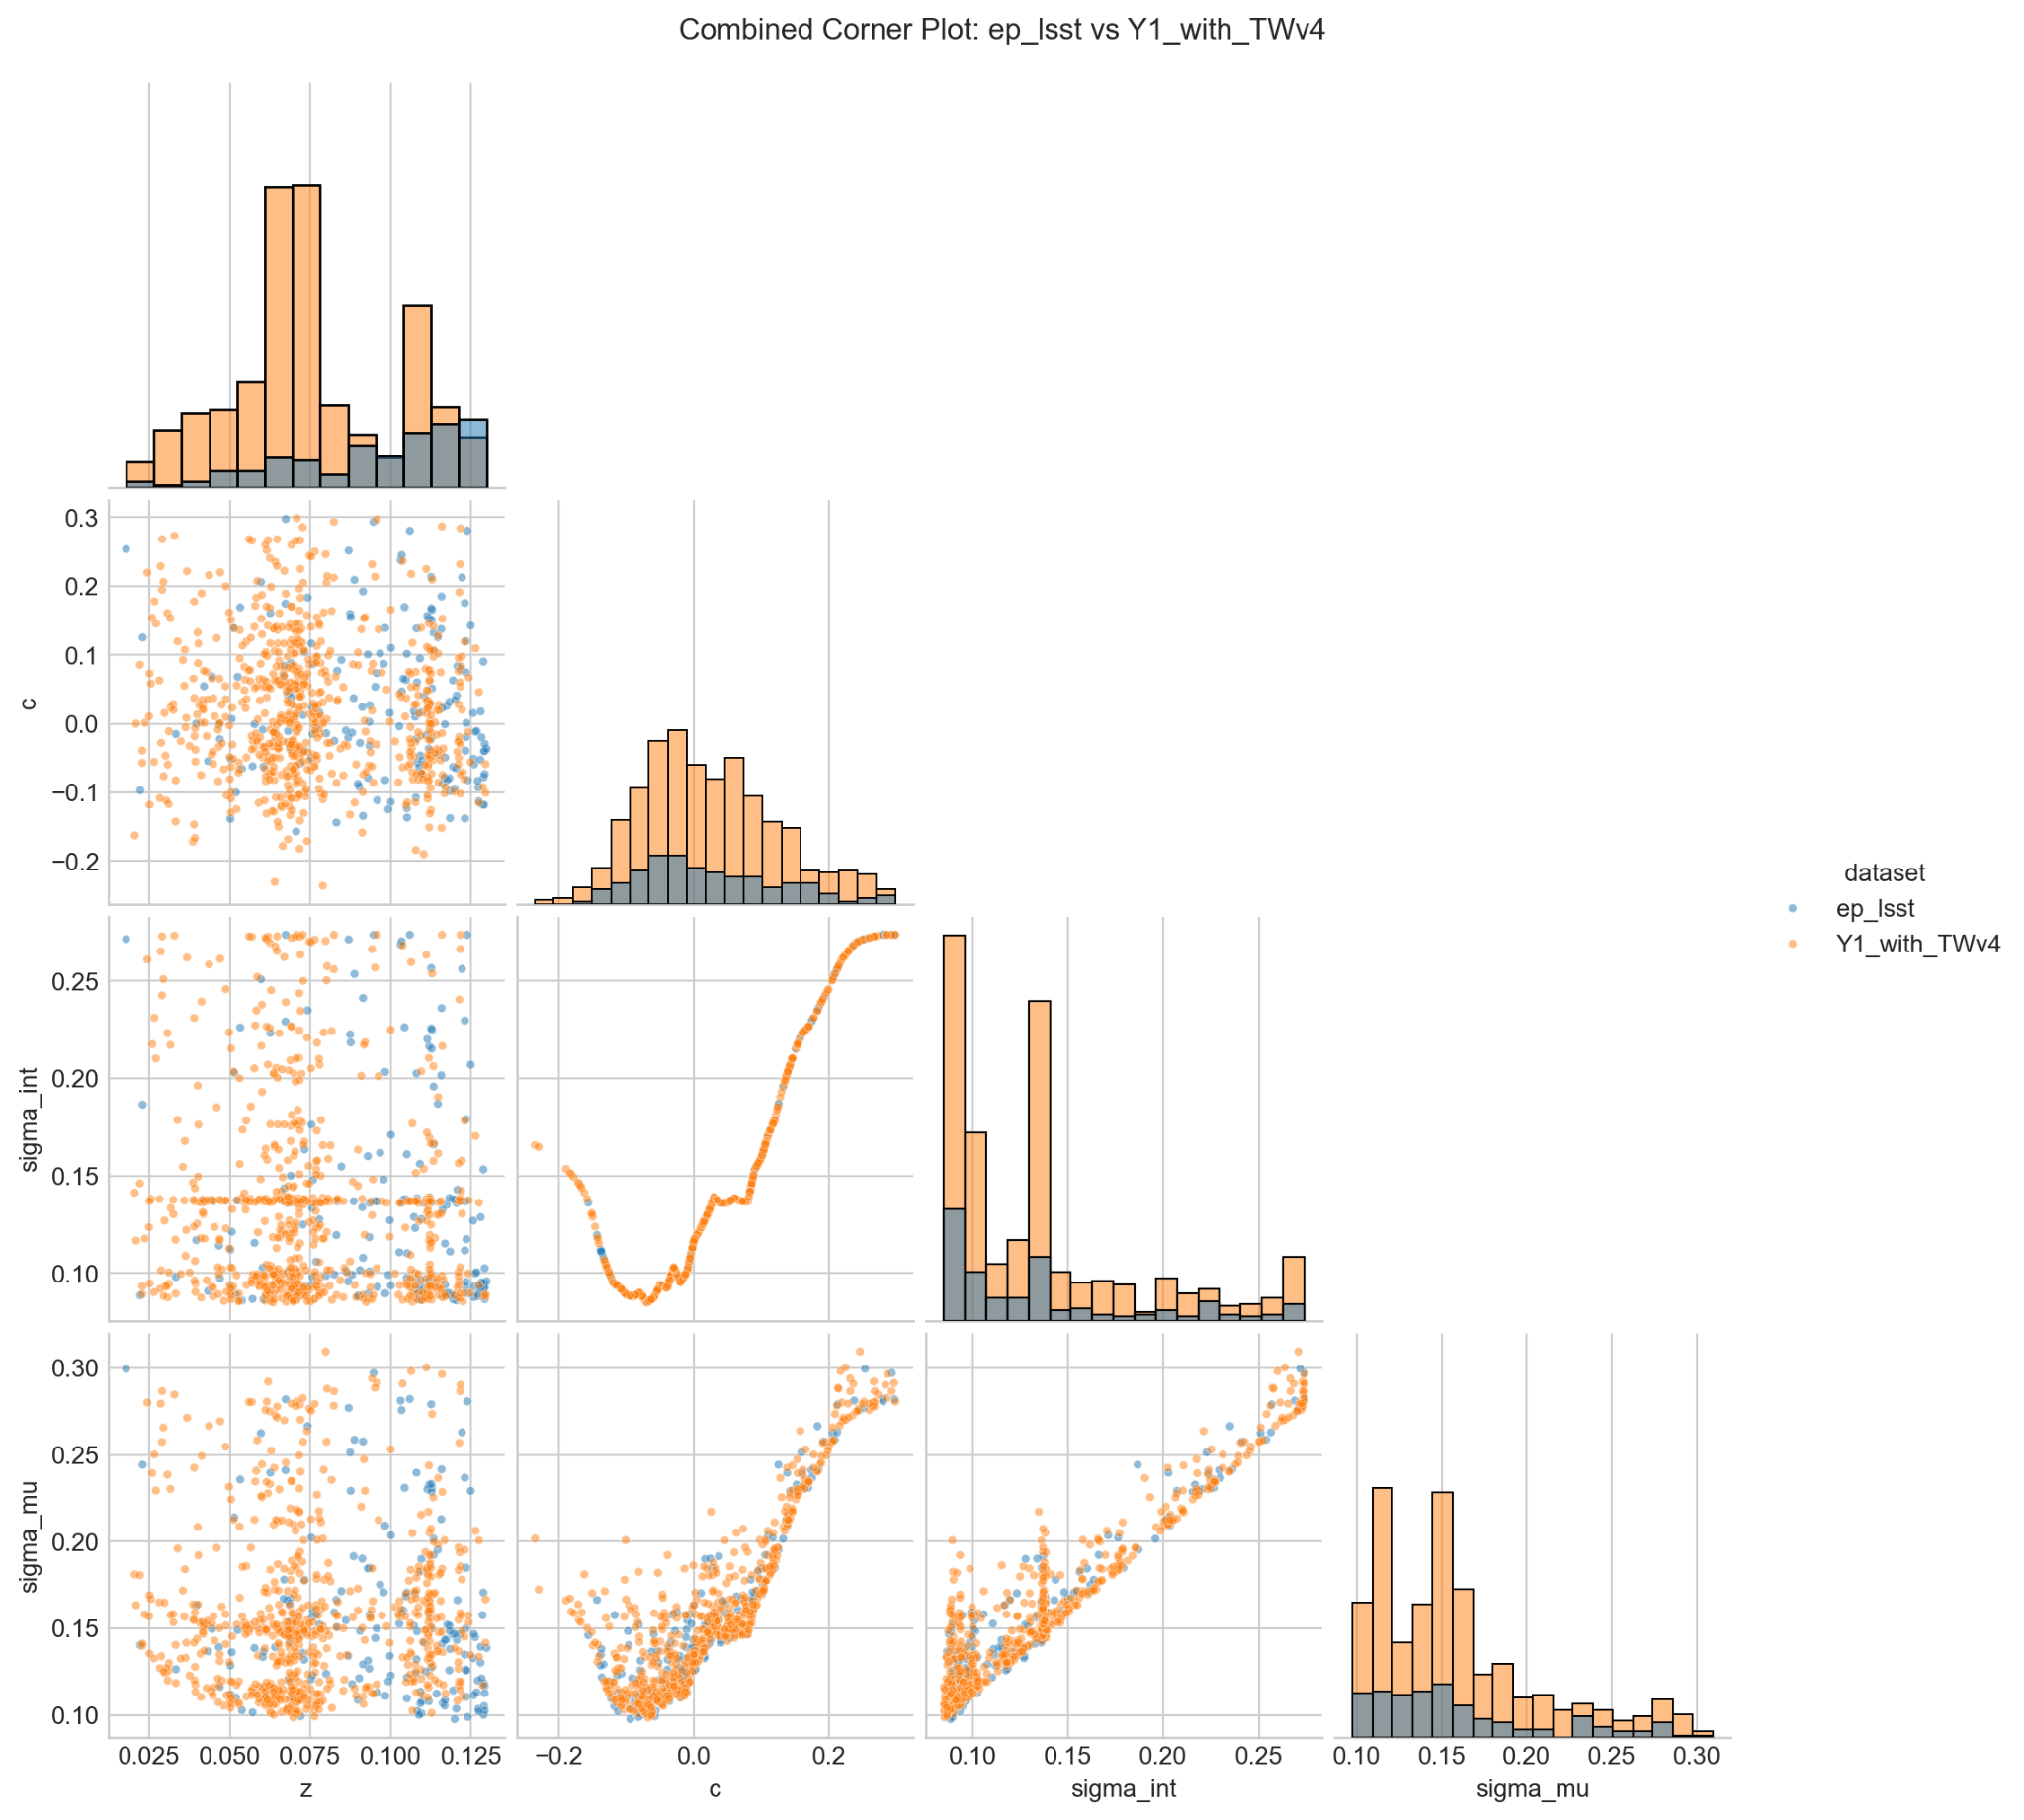 Combined Corner Plot: ep_lsst vs Y1_with_TWv4
0.3
0.2
0.1
0.0
−0.1
−0.2
c
dataset
ep_lsst
Y1_with_TWv4
0.25
0.20
0.15
0.10
sigma_int
0.30
0.25
0.20
0.15
0.10
sigma_mu
0.025 0.050 0.075 0.100 0.125 −0.2 0.0 0.2 0.10 0.15 0.20 0.25 0.10 0.15 0.20 0.25 0.30
z c sigma_int sigma_mu